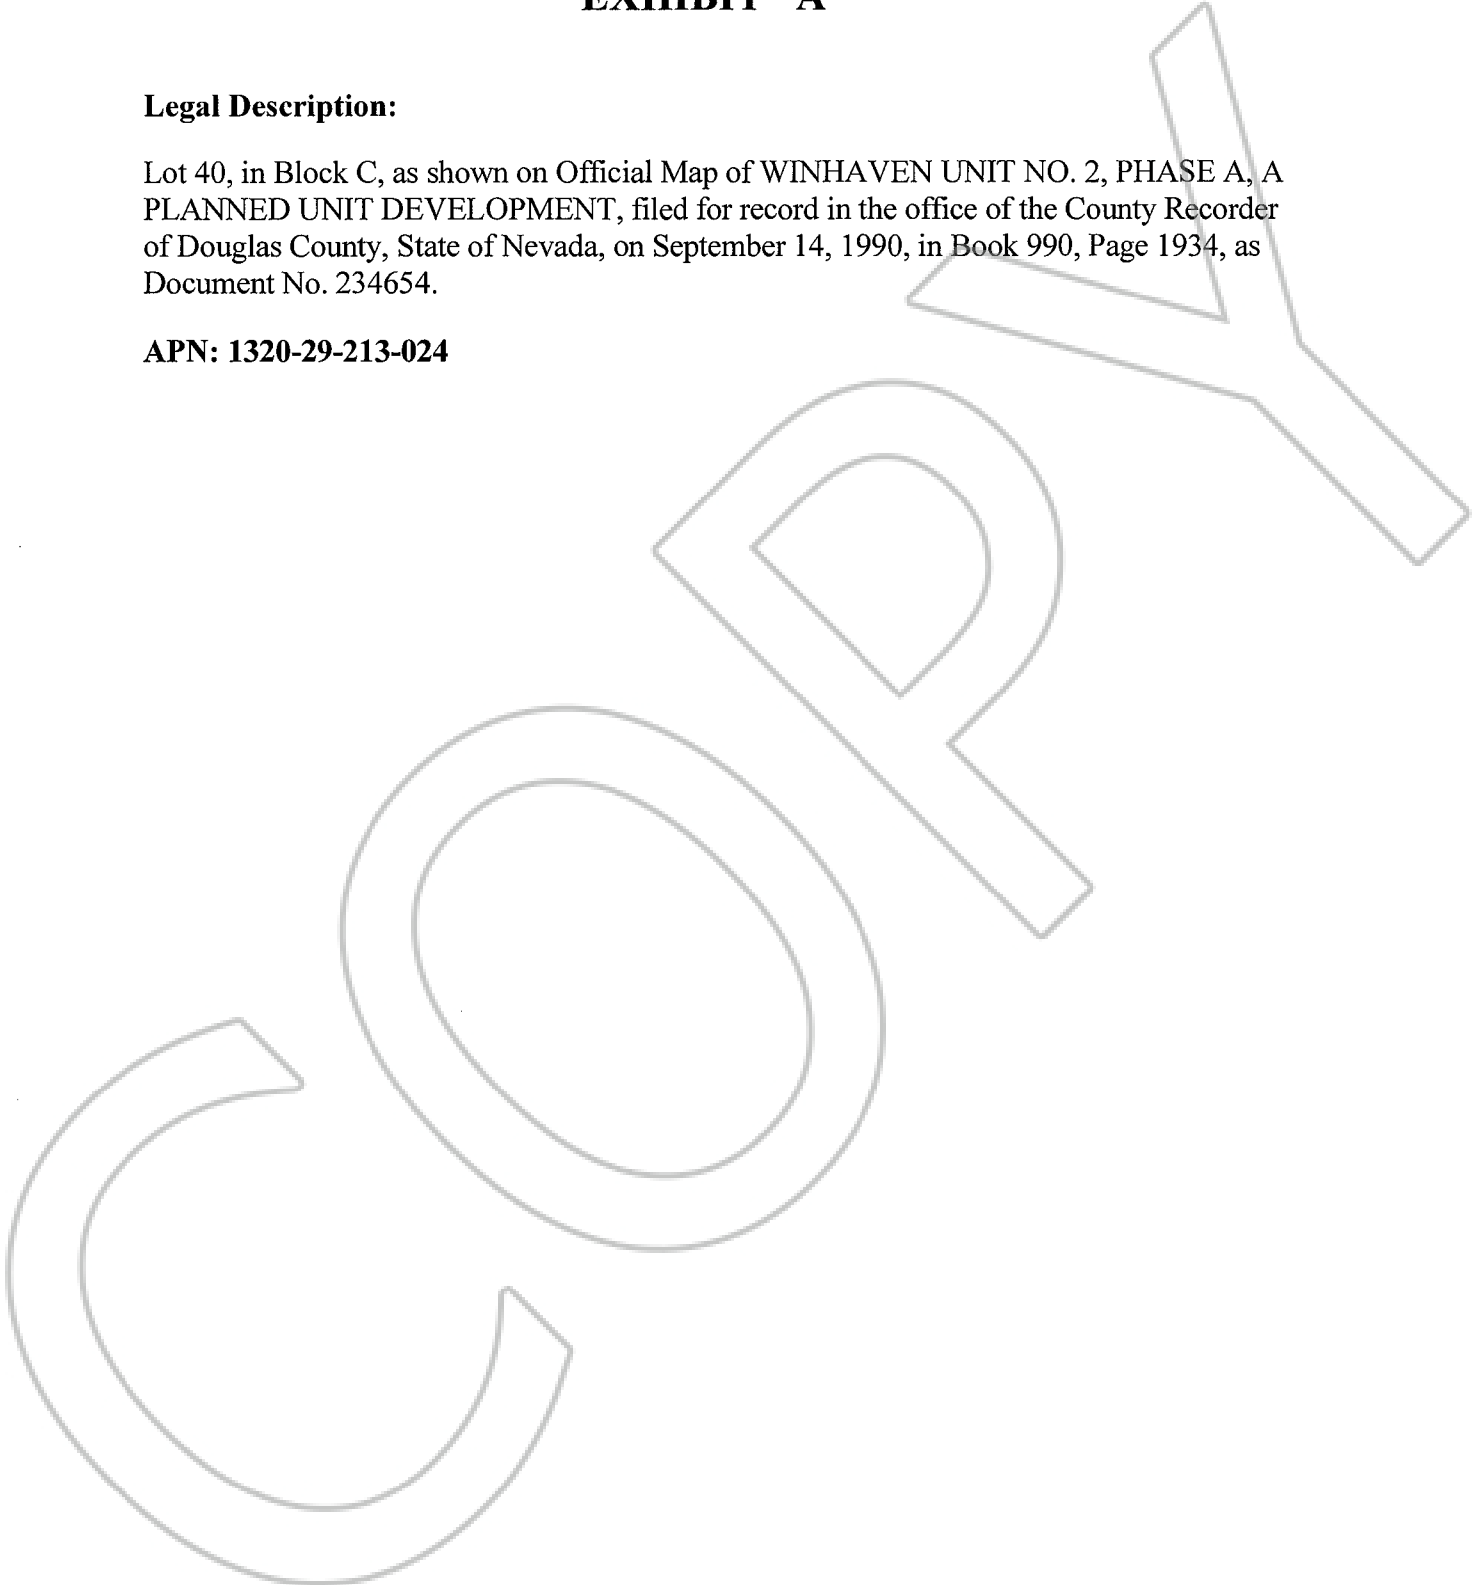 EXHIBIT "A"
Legal Description:
Lot 40, in Block C, as shown on Official Map of WINHAVEN UNIT NO. 2, PHASE A, A
PLANNED UNIT DEVELOPMENT, filed for record in the office of the County Recorder
of Douglas County, State of Nevada, on September 14, 1990, in Book 990, Page 1934, as
Document No. 234654.
APN: 1320-29-213-024
COPY